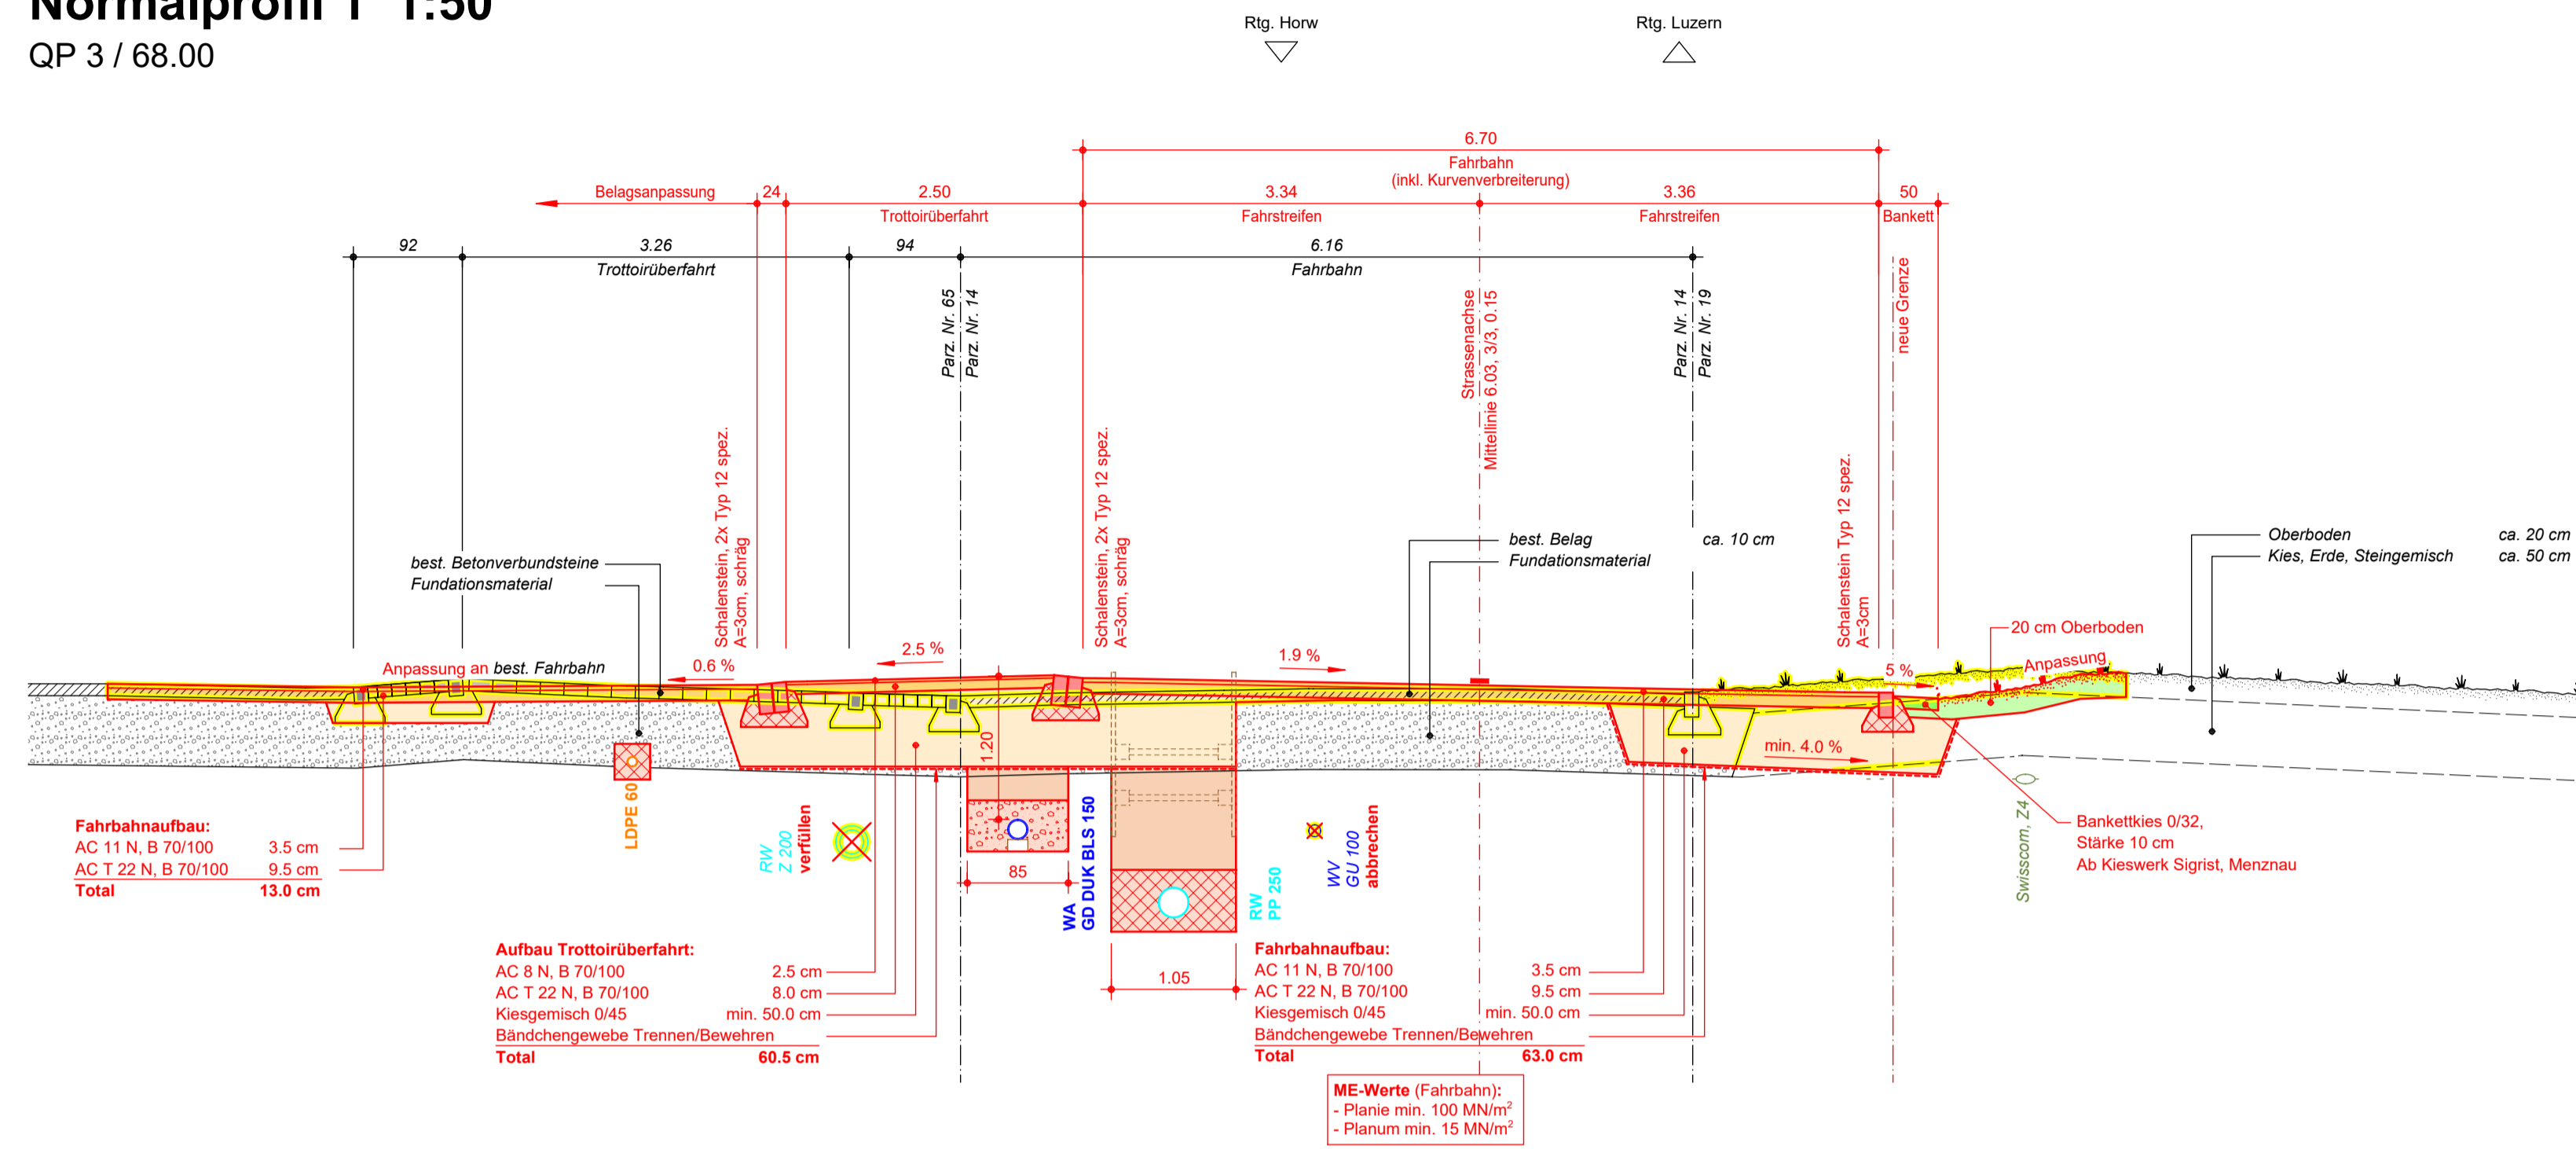 Normalprofil 1 1:50
QP 3 / 68.00
Rtg. Horw
Rtg. Luzern
6.70
Fahrbahn
(inkl. Kurvenverbreiterung)
Belagsanpassung
24
2.50
3.34
3.36
50
Trottoirüberfahrt
Fahrstreifen
Fahrstreifen
Bankett
92
3.26
94
6.16
Trottoirüberfahrt
Fahrbahn
Parz. Nr. 65
Parz. Nr. 14
Strassenachse
Mittellinie 6.03, 3/3, 0.15
Parz. Nr. 14
Parz. Nr. 19
neue Grenze
Schalenstein, 2x Typ 12 spez.
A=3cm, schräg
Schalenstein, 2x Typ 12 spez.
A=3cm, schräg
Schalenstein Typ 12 spez.
A=3cm
best. Betonverbundsteine
Fundationsmaterial
best. Belag ca. 10 cm
Fundationsmaterial
Oberboden ca. 20 cm
Kies, Erde, Steingemisch ca. 50 cm
20 cm Oberboden
Anpassung an best. Fahrbahn
0.6 %
2.5 %
1.9 %
5 %
Anpassung
1.20
min. 4.0 %
LDPE 60
RW
Z 200
verfüllen
85
WA
GD DUK BLS 150
RW
PP 250
WV
GU 100
abbrechen
1.05
Swisscom, Z4
Bankettkies 0/32,
Stärke 10 cm
Ab Kieswerk Sigrist, Menznau
Fahrbahnaufbau:
AC 11 N, B 70/100 3.5 cm
AC T 22 N, B 70/100 9.5 cm
Total 13.0 cm
Aufbau Trottoirüberfahrt:
AC 8 N, B 70/100 2.5 cm
AC T 22 N, B 70/100 8.0 cm
Kiesgemisch 0/45 min. 50.0 cm
Bändchengewebe Trennen/Bewehren
Total 60.5 cm
Fahrbahnaufbau:
AC 11 N, B 70/100 3.5 cm
AC T 22 N, B 70/100 9.5 cm
Kiesgemisch 0/45 min. 50.0 cm
Bändchengewebe Trennen/Bewehren
Total 63.0 cm
ME-Werte (Fahrbahn):
- Planie min. 100 MN/m²
- Planum min. 15 MN/m²